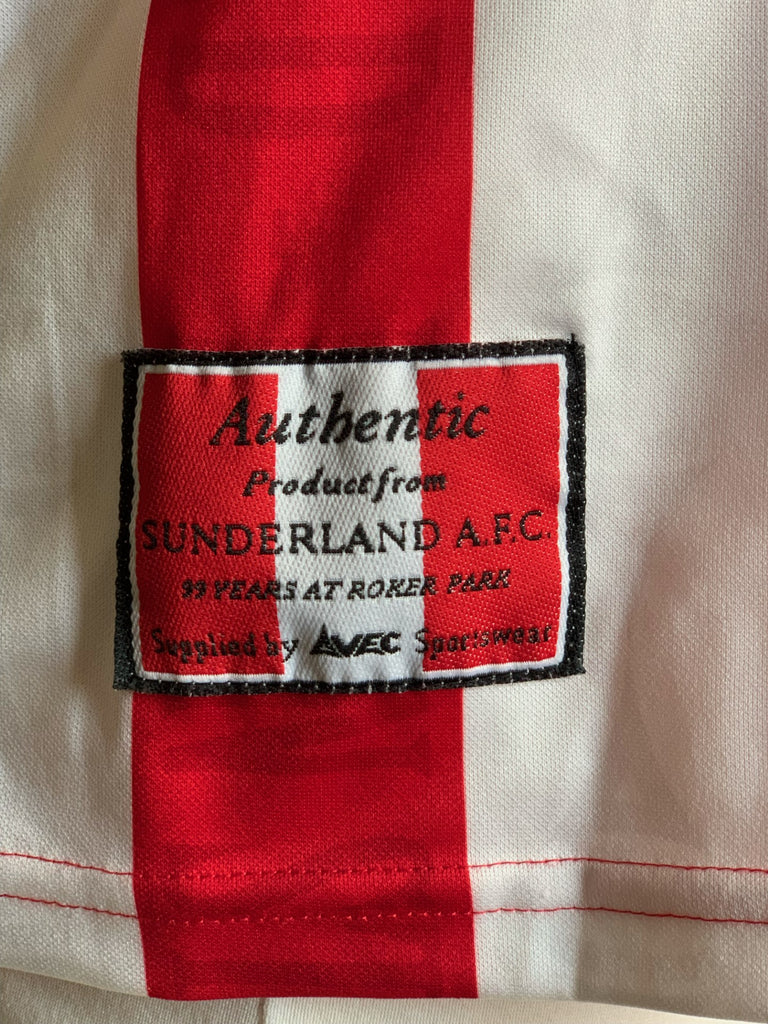 Authentic
Product from
SUNDERLAND A.F.C.
99 YEARS AT ROKER PARK
Supplied by AVEC Sportswear